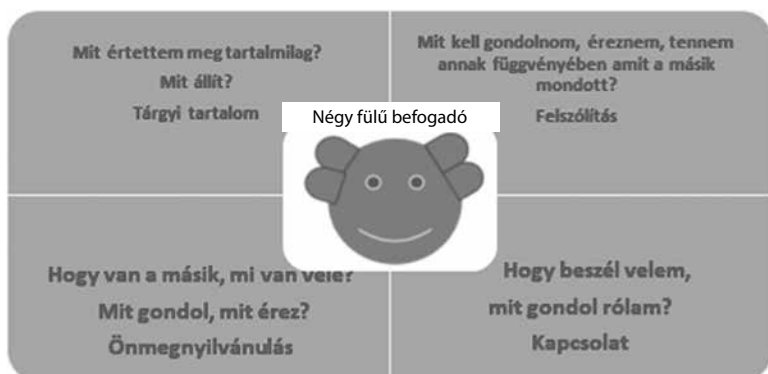 Mit értettem meg tartalmilag?
Mit állít?
Tárgyi tartalom
Mit kell gondolnom, éreznem, tennem
annak függvényében amit a másik
mondott?
Felszólítás
Négy fülű befogadó
Hogy van a másik, mi van vele?
Mit gondol, mit érez?
Önmegnyilvánulás
Hogy beszél velem,
mit gondol rólam?
Kapcsolat